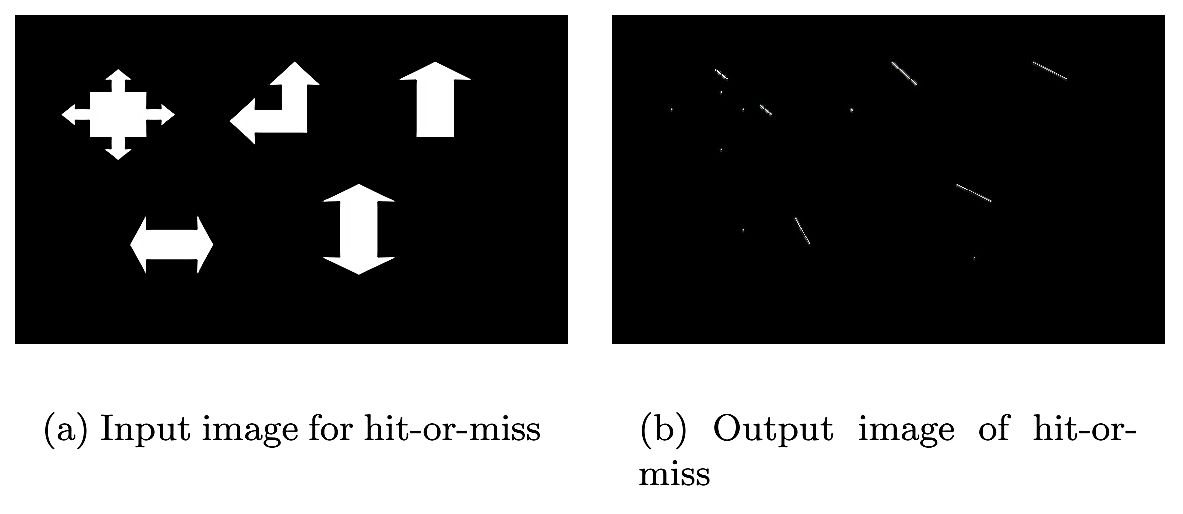 (a) Input image for hit-or-miss
(b) Output image of hit-or-
miss